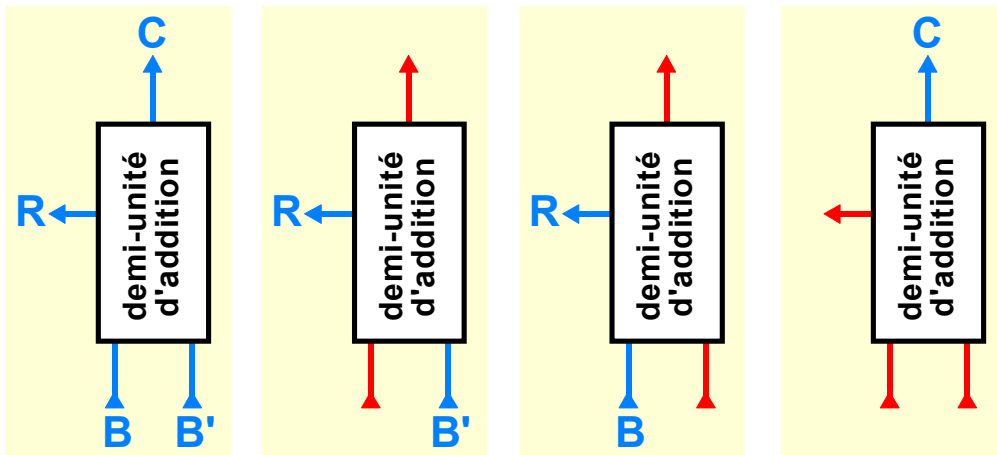 C
R
demi-unité
d'addition
B B'
R
demi-unité
d'addition
B'
R
demi-unité
d'addition
B
C
demi-unité
d'addition